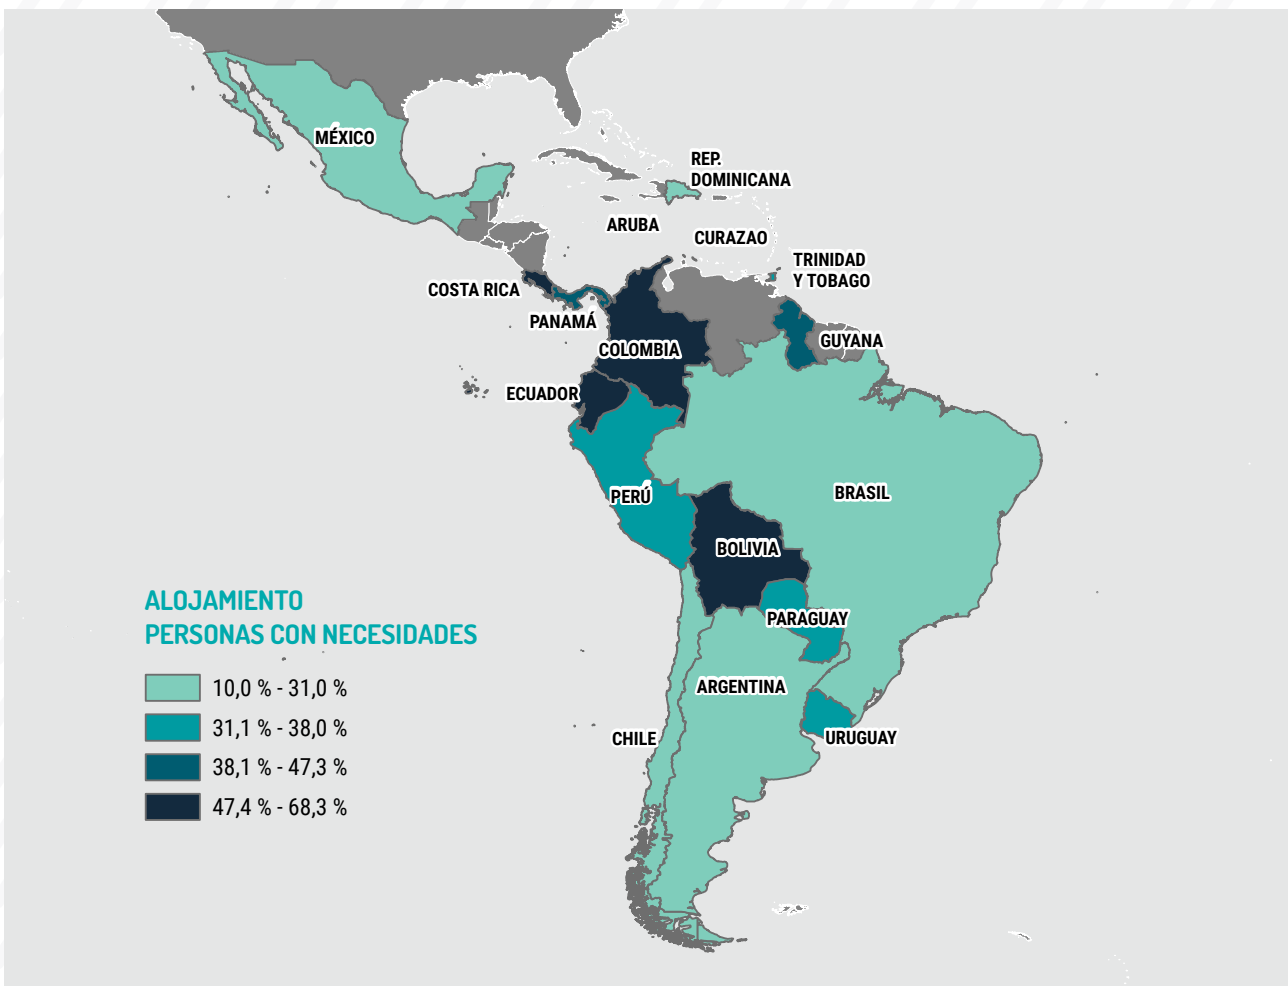 MÉXICO
REP.
DOMINICANA
ARUBA
CURAZAO
TRINIDAD
Y TOBAGO
COSTA RICA
PANAMÁ
GUYANA
COLOMBIA
ECUADOR
PERÚ
BRASIL
BOLIVIA
PARAGUAY
ARGENTINA
CHILE
URUGUAY
ALOJAMIENTO
PERSONAS CON NECESIDADES
10,0 % - 31,0 %
31,1 % - 38,0 %
38,1 % - 47,3 %
47,4 % - 68,3 %